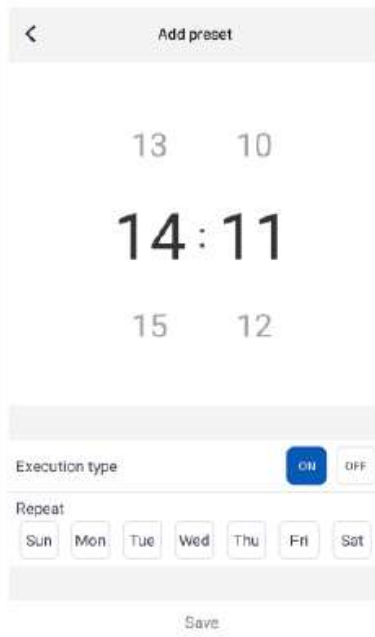 Add preset
13 10
14 : 11
15 12
Execution type ON OFF
Repeat
Sun Mon Tue Wed Thu Fri Sat
Save